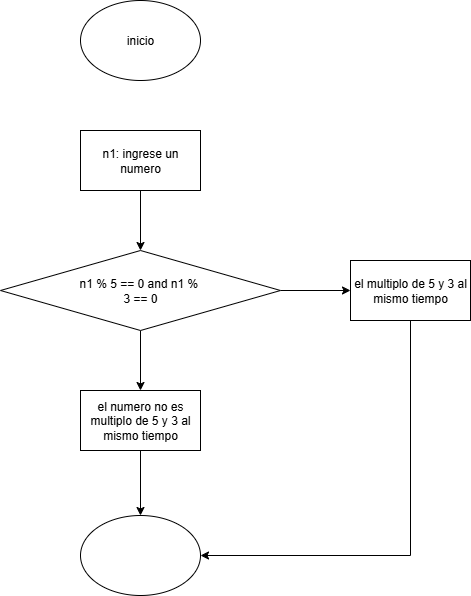 inicio
n1: ingrese un
numero
n1 % 5 == 0 and n1 %
3 == 0
el multiplo de 5 y 3 al
mismo tiempo
el numero no es
multiplo de 5 y 3 al
mismo tiempo